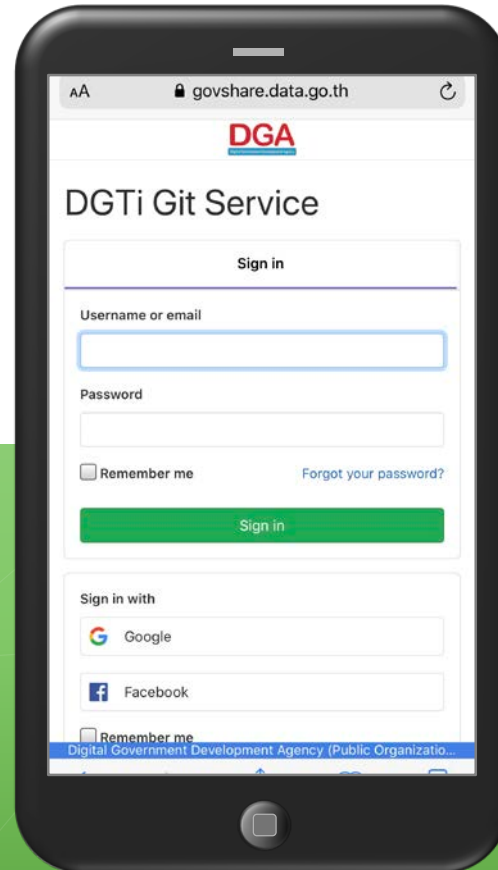 AA govshare.data.go.th
DGA
DGTi Git Service
Sign in
Username or email
Password
Remember me Forgot your password?
Sign in
Sign in with
Google
Facebook
Remember me
Digital Government Development Agency (Public Organizatio...